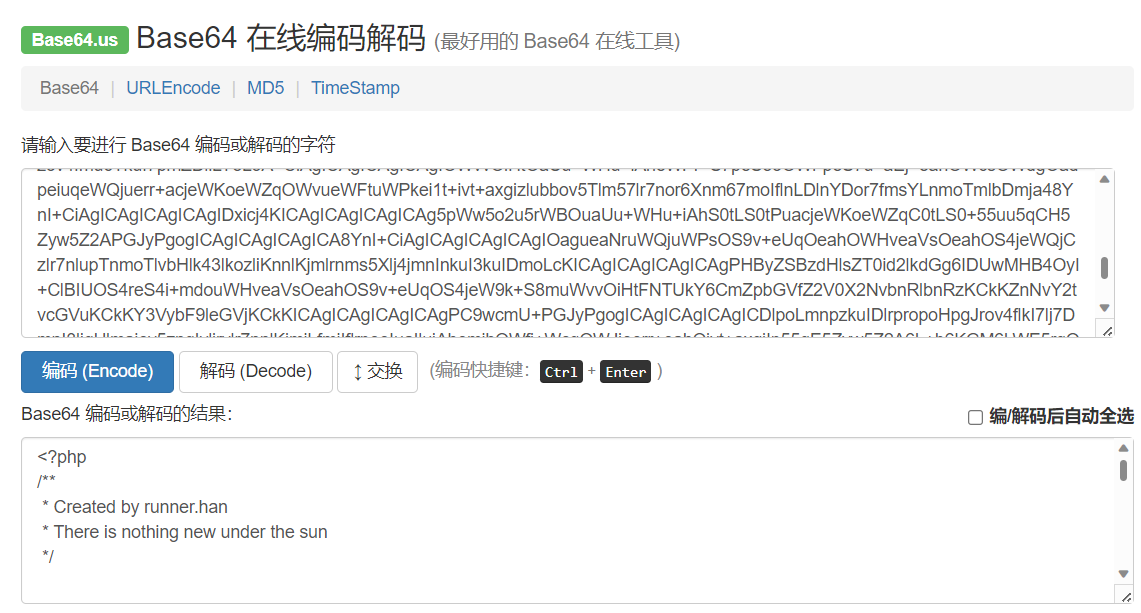 Base64.us Base64 在线编码解码 (最好用的 Base64 在线工具)
Base64 | URLEncode | MD5 | TimeStamp
请输入要进行 Base64 编码或解码的字符
peiuqeWQjuerr+acjeWKoeWZqOWvueWFtuWPkei1t+ivt+axgizlubbov5Tlm57lr7nor6Xnm67moIflnLDlnYDor7fmsYLnmoTmlbDmja48Y
nI+CiAgICAgICAgICAgIDxicj4KICAgICAgICAgICAg5pWw5o2u5rWBOuaUu+WHu+iAhS0tLS0tPuacjeWKoeWZqC0tLS0+55uu5qCH5
Zyw5Z2APGJyPgogICAgICAgICAgICA8YnI+CiAgICAgICAgICAgIOagueaNruWQjuWPsOS9v+eUqOeahOWHveaVsOeahOS4jeWQjC
zlr7nlupTnmoTlvbHlk43lkozliKnnlKjmlrnms5Xlj4jmnInkuI3kuIDmoLcKICAgICAgICAgICAgPHByZSBzdHlsZT0id2lkdGg6IDUwMHB4OyI
+ClBIUOS4reS4i+mdouWHveaVsOeahOS9v+eUqOS4jeW9k+S8muWvvOiHtFNTUkY6CmZpbGVfZ2V0X2NvbnRlbnRzKCkKZnNvY2t
vcGVuKCkKY3VybF9leGVjKCkKICAgICAgICAgICAgPC9wcmU+PGJyPgogICAgICAgICAgICDlpoLmnpzkuIDlrpropoHpgJrov4flkI7lj7D
编码 (Encode) 解码 (Decode) ↕ 交换 (编码快捷键: Ctrl + Enter )
Base64 编码或解码的结果:
编/解码后自动全选
<?php
/**
* Created by runner.han
* There is nothing new under the sun
*/